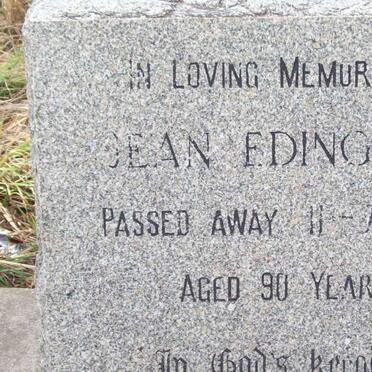 IN LOVING MEMOR
JEAN EDING
PASSED AWAY 11-
AGED 90 YEAR
In God's